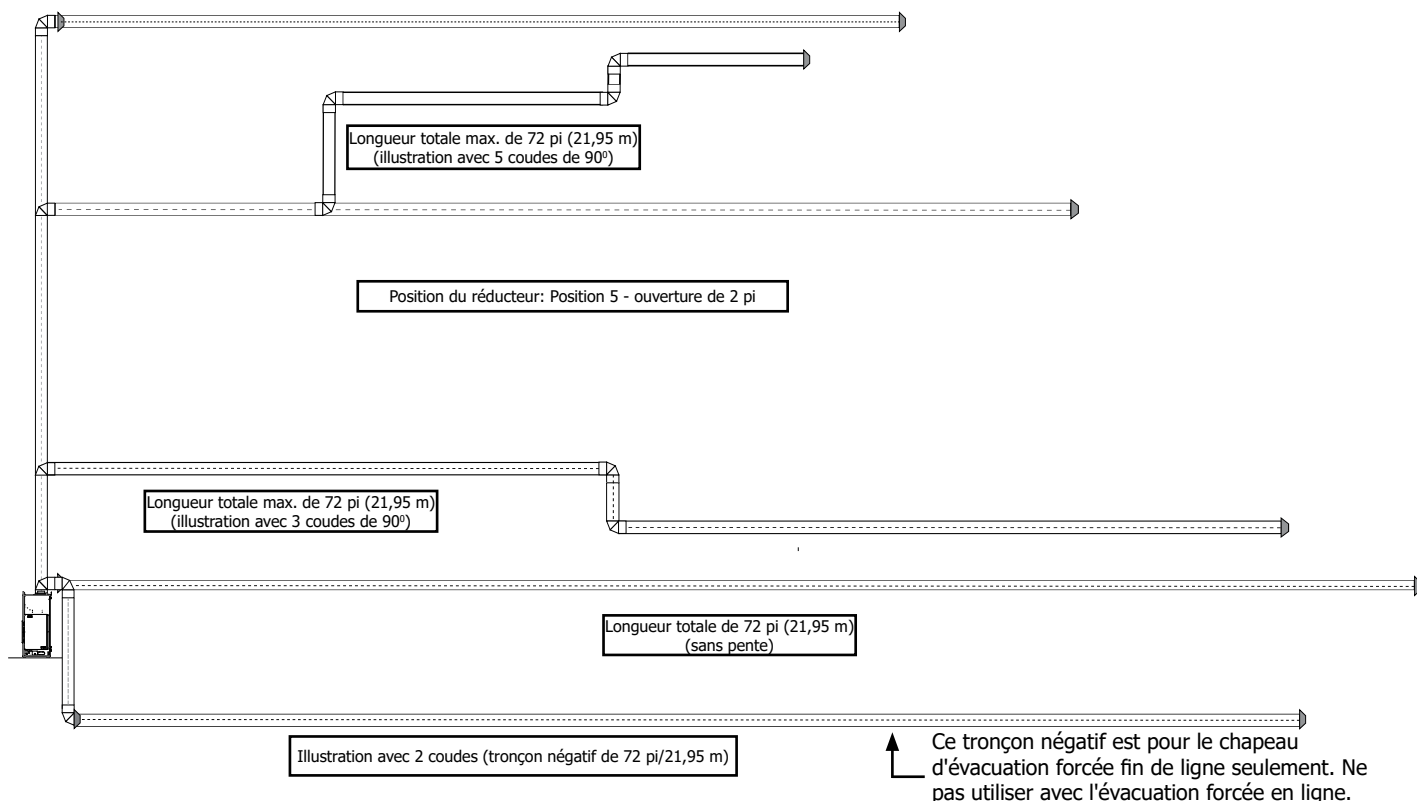 Longueur totale max. de 72 pi (21,95 m)
(illustration avec 5 coudes de 90⁰)
Position du réducteur: Position 5 - ouverture de 2 pi
Longueur totale max. de 72 pi (21,95 m)
(illustration avec 3 coudes de 90⁰)
Longueur totale de 72 pi (21,95 m)
(sans pente)
Illustration avec 2 coudes (tronçon négatif de 72 pi/21,95 m)
Ce tronçon négatif est pour le chapeau
d'évacuation forcée fin de ligne seulement. Ne
pas utiliser avec l'évacuation forcée en ligne.